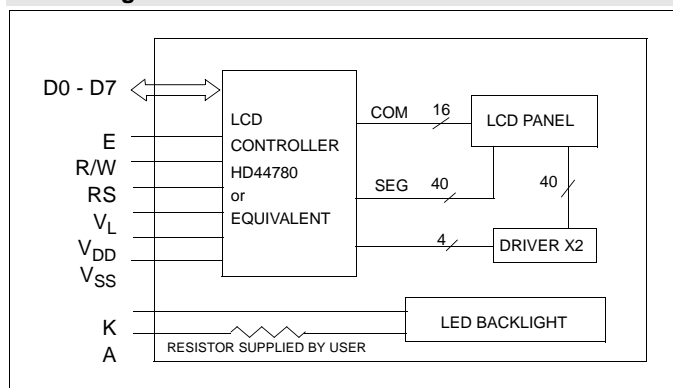 D0 - D7
E
R/W
RS
VL
VDD
VSS
K
A
LCD
CONTROLLER
HD44780
or
EQUIVALENT
COM 16
SEG 40
4
LCD PANEL
40
DRIVER X2
LED BACKLIGHT
RESISTOR SUPPLIED BY USER